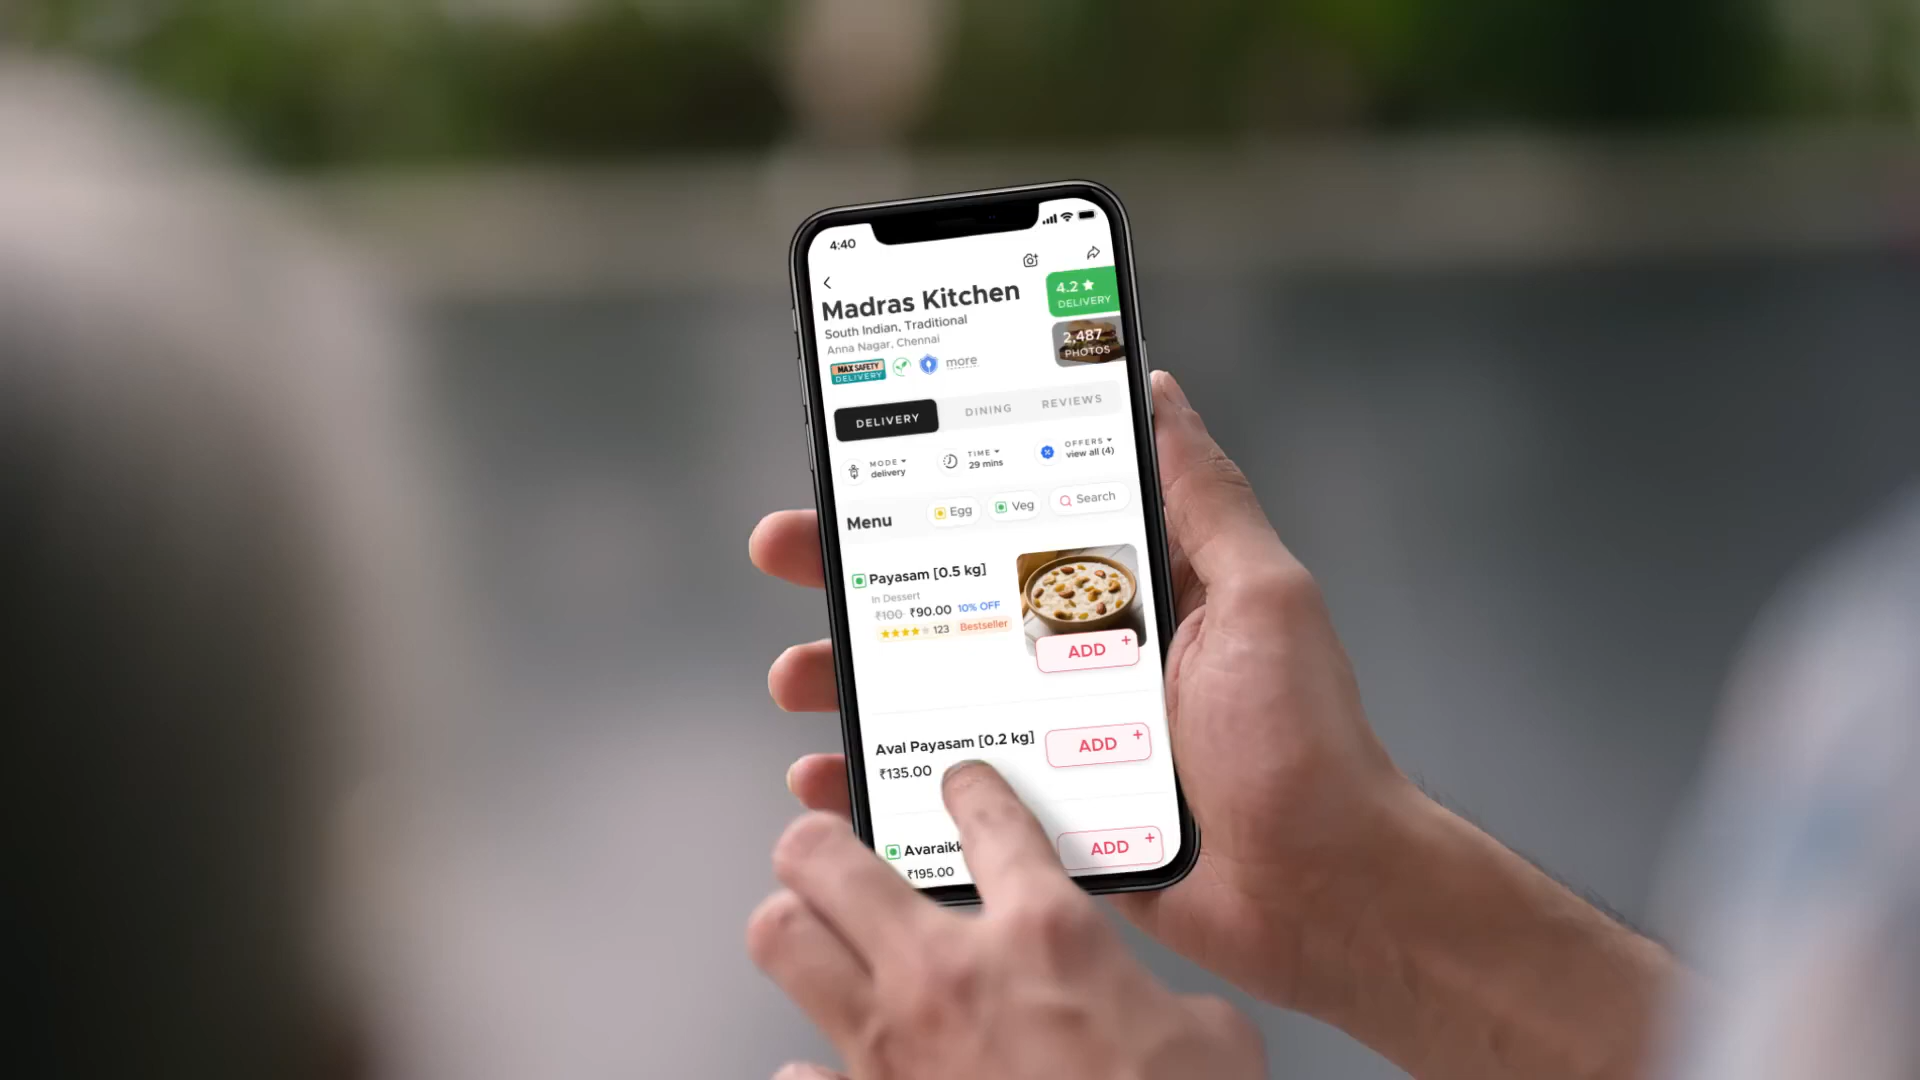 4:40
Madras Kitchen
4.2 ★
DELIVERY
South Indian, Traditional
Anna Nagar, Chennai
2,487
PHOTOS
MAX SAFETY
DELIVERY
more
DELIVERY
DINING
REVIEWS
MODE
delivery
TIME
29 mins
OFFERS
view all (4)
Menu
Egg
Veg
Search
Payasam [0.5 kg]
In Dessert
₹100 ₹90.00 10% OFF
123 Bestseller
ADD +
Aval Payasam [0.2 kg]
₹135.00
ADD +
₹195.00
ADD +